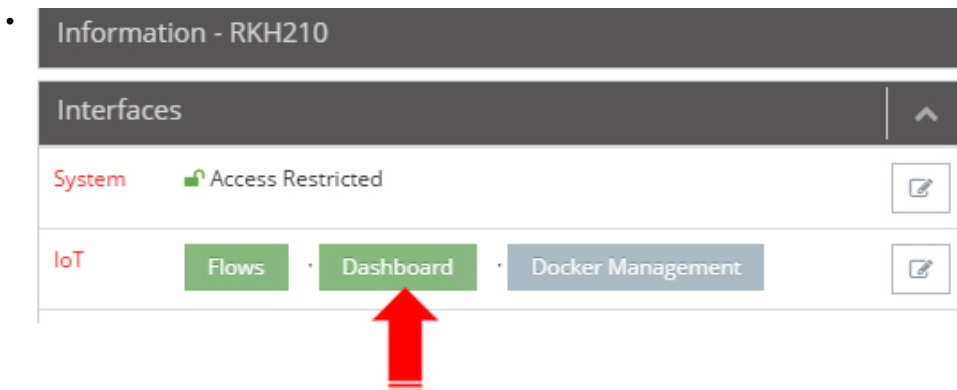 Information - RKH210
Interfaces
System Access Restricted
IoT Flows · Dashboard · Docker Management